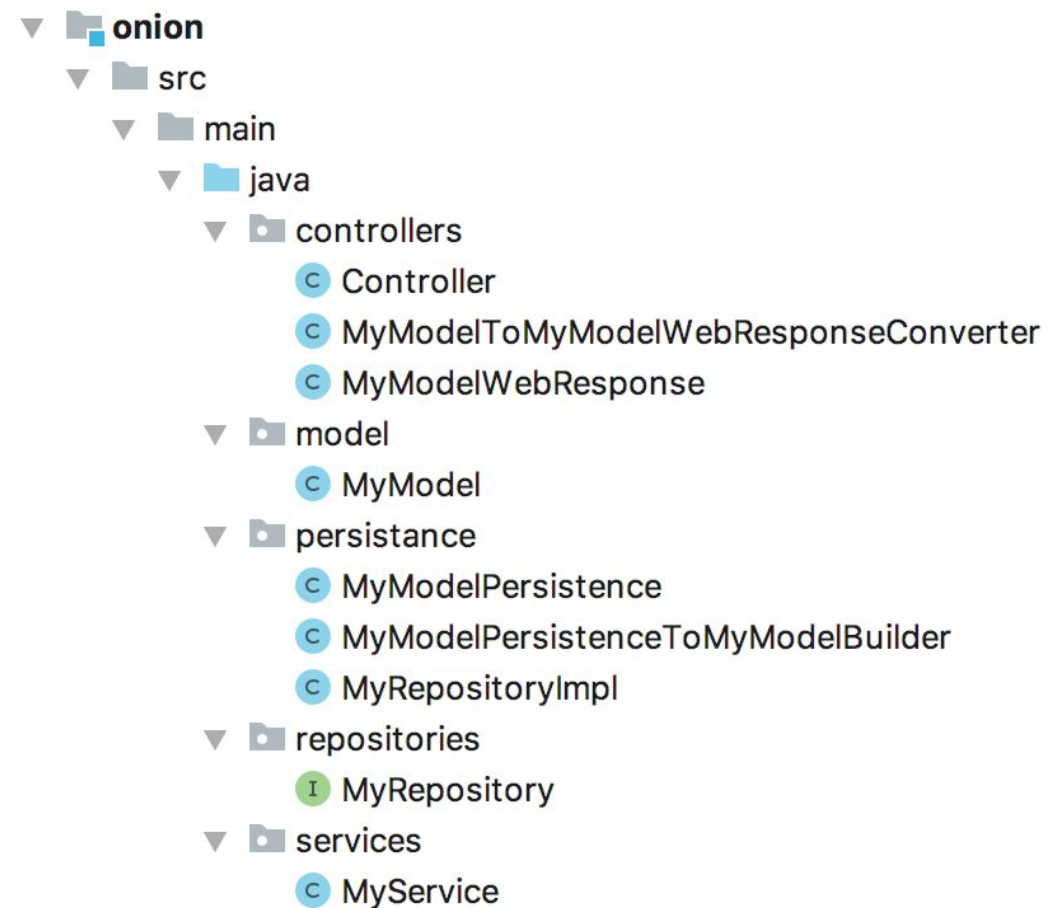 onion
src
main
java
controllers
C Controller
C MyModelToMyModelWebResponseConverter
C MyModelWebResponse
model
C MyModel
persistance
C MyModelPersistence
C MyModelPersistenceToMyModelBuilder
C MyRepositoryImpl
repositories
I MyRepository
services
C MyService